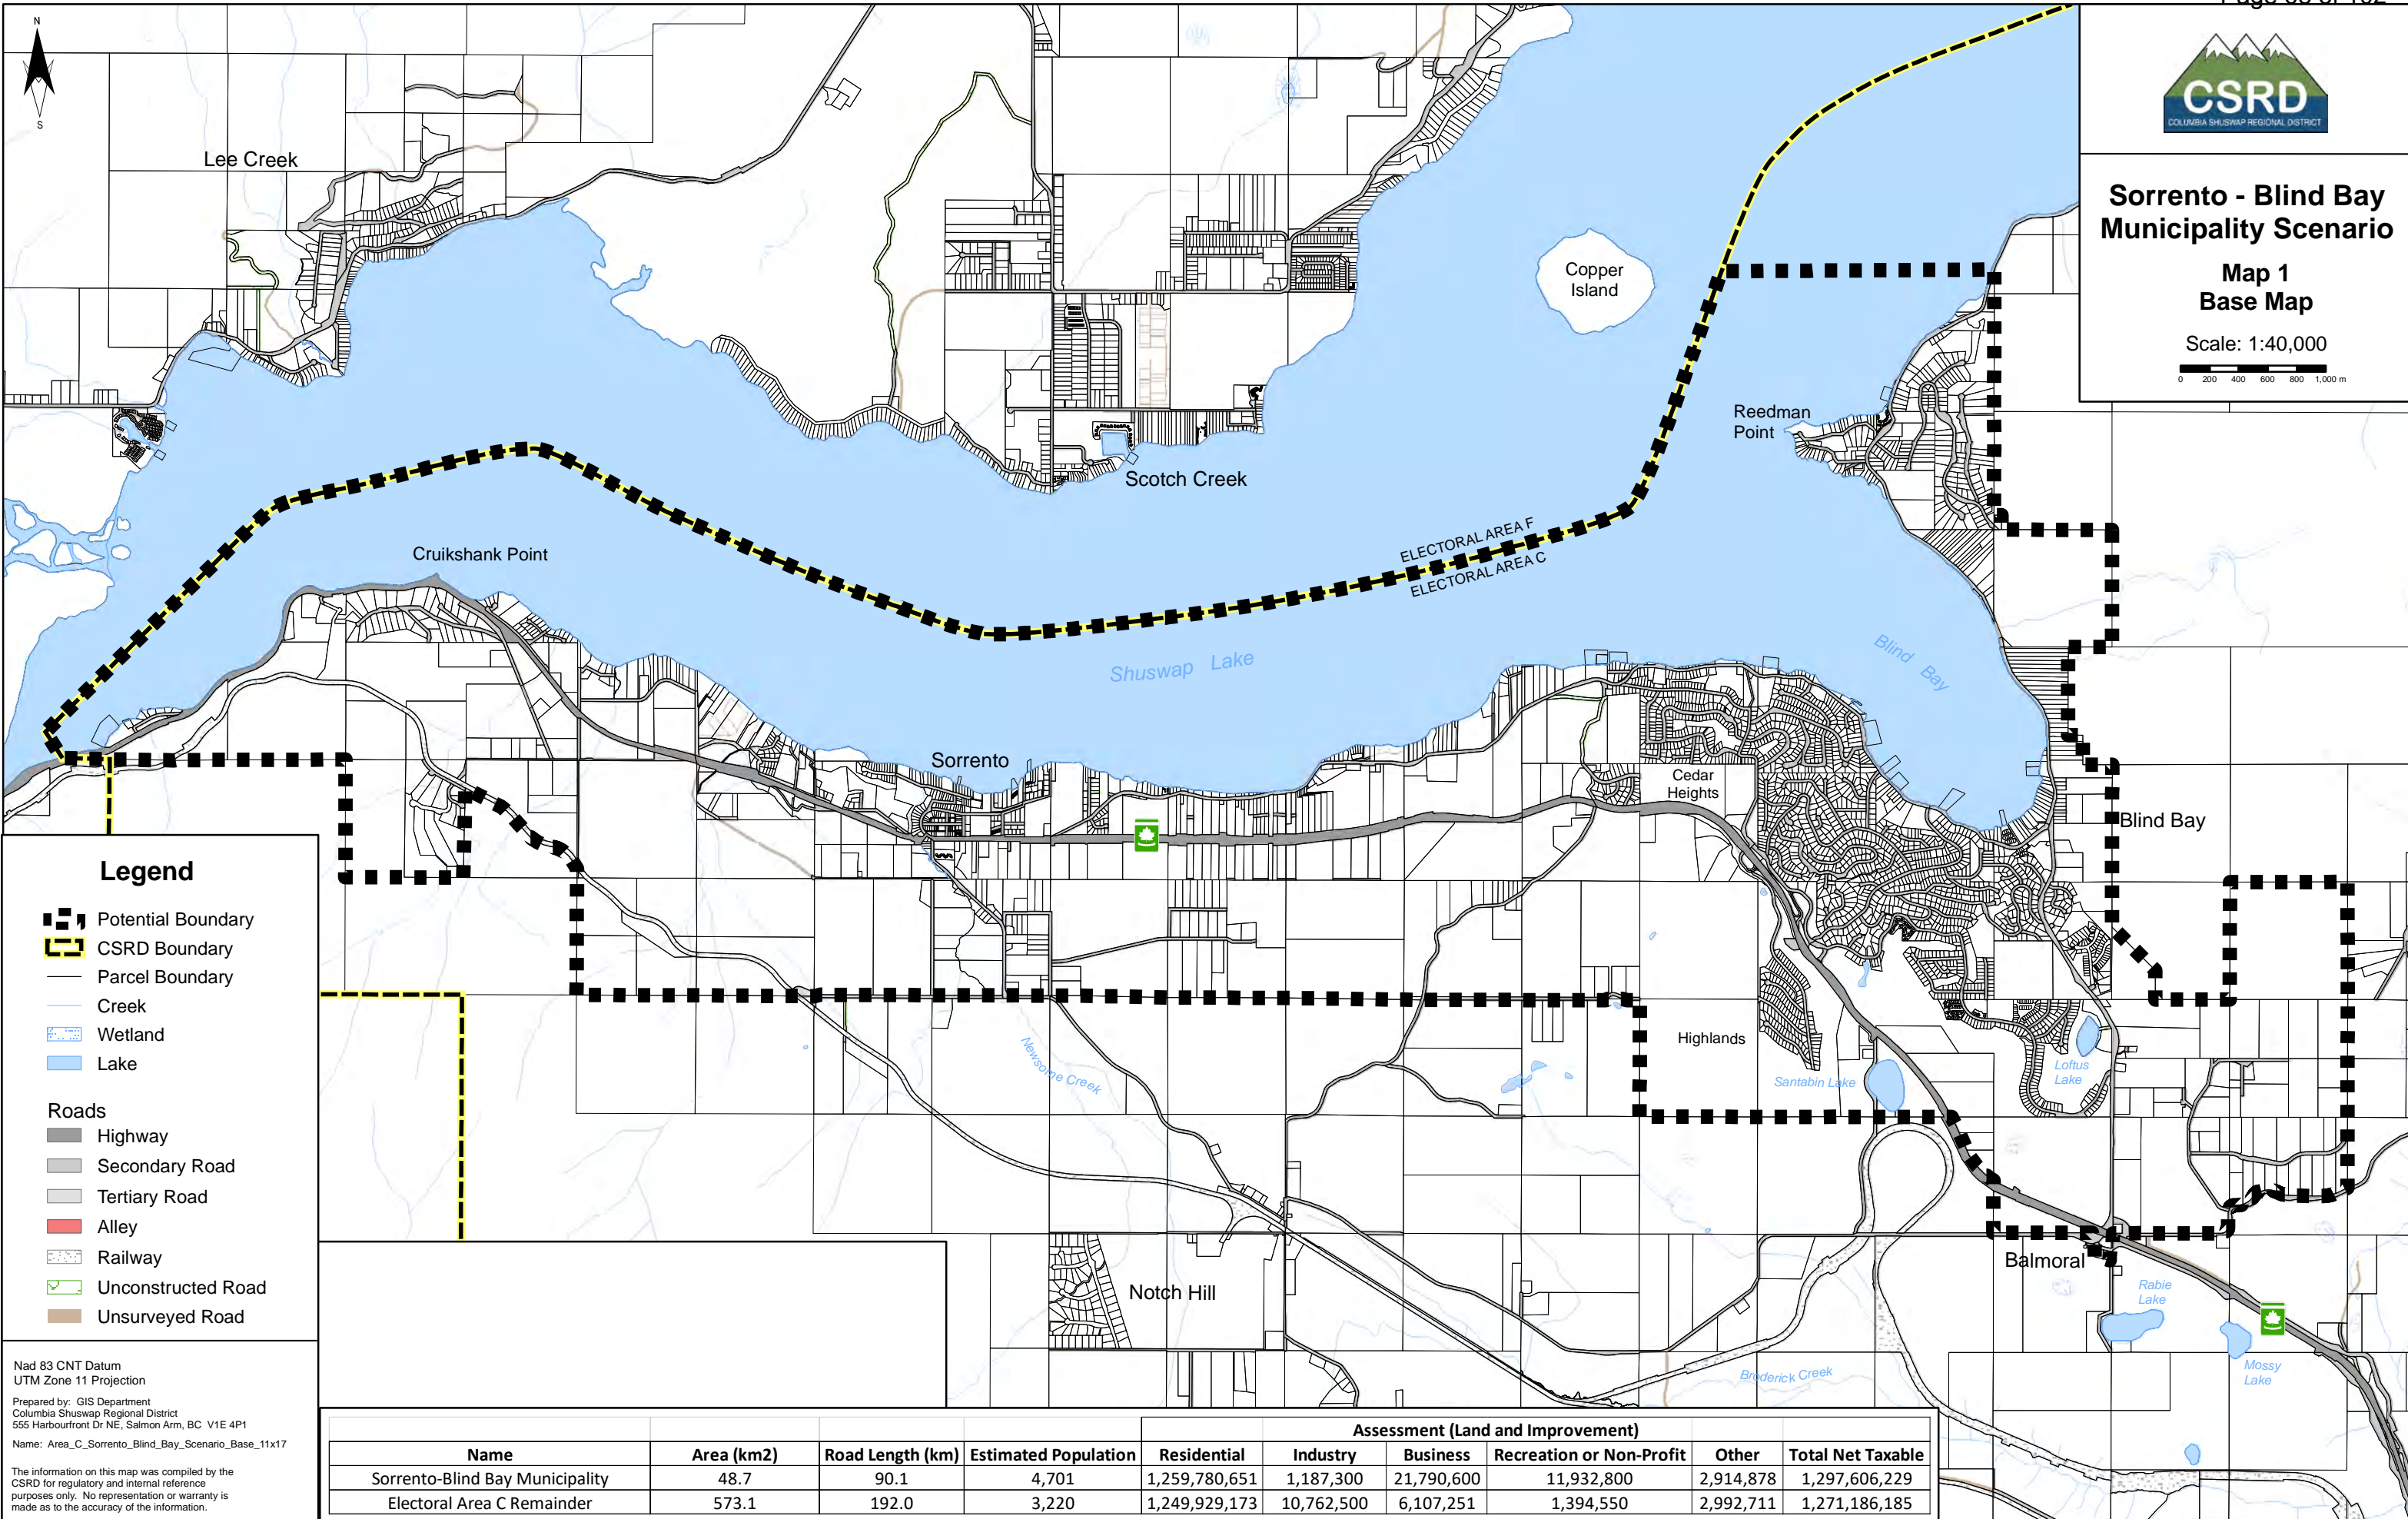 N
S
CSRD
COLUMBIA SHUSWAP REGIONAL DISTRICT
Sorrento - Blind Bay
Municipality Scenario
Map 1
Base Map
Scale: 1:40,000
0 200 400 600 800 1,000 m
Lee Creek
Copper
Island
Reedman
Point
Scotch Creek
ELECTORAL AREA F
ELECTORAL AREA C
Cruikshank Point
Shuswap Lake
Blind Bay
Sorrento
Cedar
Heights
Blind Bay
Highlands
Newsome Creek
Santabin Lake
Loftus
Lake
Balmoral
Rabie
Lake
Notch Hill
Broderick Creek
Mossy
Lake
Legend
Potential Boundary
CSRD Boundary
Parcel Boundary
Creek
Wetland
Lake
Roads
Highway
Secondary Road
Tertiary Road
Alley
Railway
Unconstructed Road
Unsurveyed Road
Nad 83 CNT Datum
UTM Zone 11 Projection
Prepared by: GIS Department
Columbia Shuswap Regional District
555 Harbourfront Dr NE, Salmon Arm, BC V1E 4P1
Name: Area_C_Sorrento_Blind_Bay_Scenario_Base_11x17
The information on this map was compiled by the
CSRD for regulatory and internal reference
purposes only. No representation or warranty is
made as to the accuracy of the information.
Assessment (Land and Improvement)
Name Area (km2) Road Length (km) Estimated Population Residential Industry Business Recreation or Non-Profit Other Total Net Taxable
Sorrento-Blind Bay Municipality 48.7 90.1 4,701 1,259,780,651 1,187,300 21,790,600 11,932,800 2,914,878 1,297,606,229
Electoral Area C Remainder 573.1 192.0 3,220 1,249,929,173 10,762,500 6,107,251 1,394,550 2,992,711 1,271,186,185